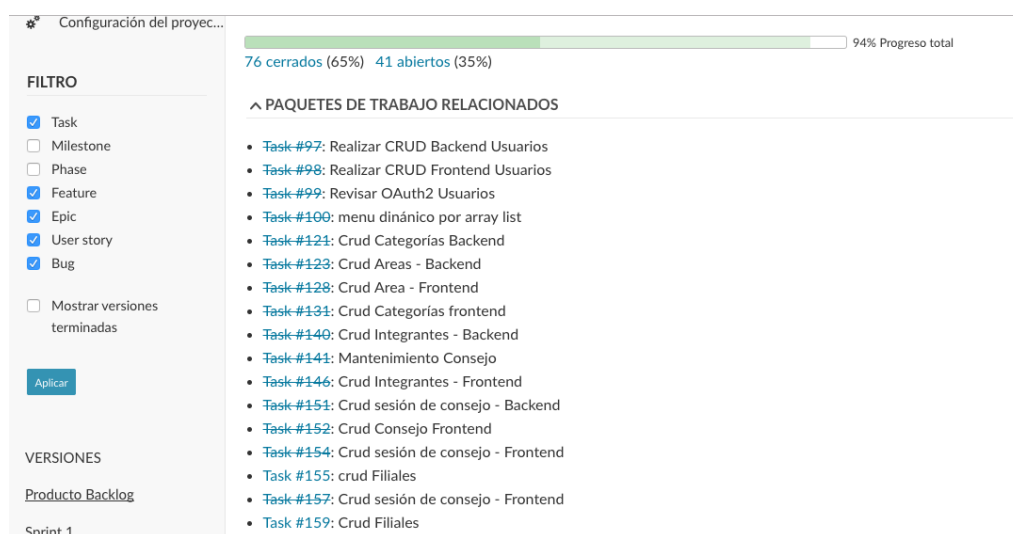 Configuración del proyec...
94% Progreso total
76 cerrados (65%) 41 abiertos (35%)
FILTRO
Task
Milestone
Phase
Feature
Epic
User story
Bug
Mostrar versiones
terminadas
Aplicar
VERSIONES
Producto Backlog
Sprint 1
PAQUETES DE TRABAJO RELACIONADOS
Task #97: Realizar CRUD Backend Usuarios
Task #98: Realizar CRUD Frontend Usuarios
Task #99: Revisar OAuth2 Usuarios
Task #100: menu dinánico por array list
Task #121: Crud Categorías Backend
Task #123: Crud Areas - Backend
Task #128: Crud Area - Frontend
Task #131: Crud Categorías frontend
Task #140: Crud Integrantes - Backend
Task #141: Mantenimiento Consejo
Task #146: Crud Integrantes - Frontend
Task #151: Crud sesión de consejo - Backend
Task #152: Crud Consejo Frontend
Task #154: Crud sesión de consejo - Frontend
Task #155: crud Filiales
Task #157: Crud sesión de consejo - Frontend
Task #159: Crud Filiales